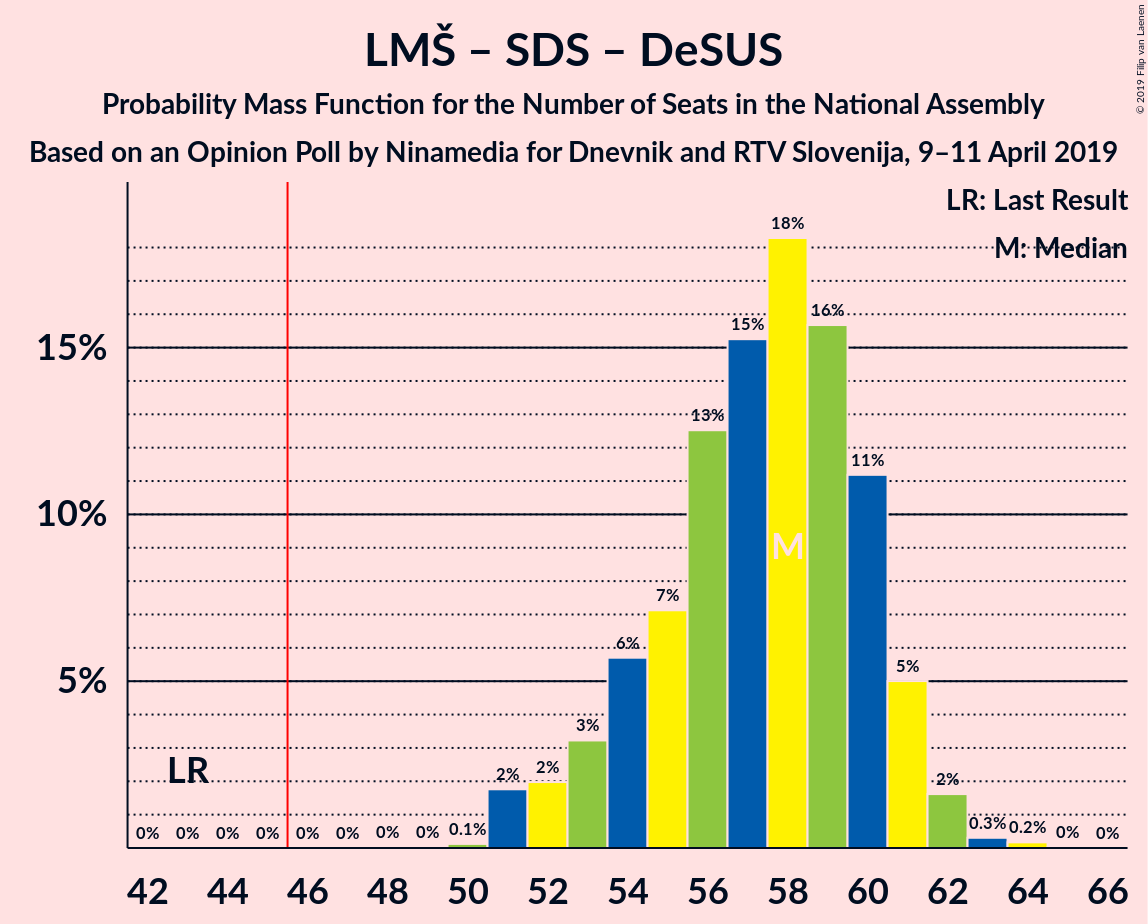 LMŠ – SDS – DeSUS
Probability Mass Function for the Number of Seats in the National Assembly
Based on an Opinion Poll by Ninamedia for Dnevnik and RTV Slovenija, 9–11 April 2019
© 2019 Filip van Laenen
LR: Last Result
M: Median
18%
16%
15%
15%
13%
11%
M
10%
7%
6%
5%
5%
3%
LR
2%
2%
2%
0% 0% 0% 0% 0% 0% 0% 0% 0.1% 0.3% 0.2% 0% 0%
42 44 46 48 50 52 54 56 58 60 62 64 66